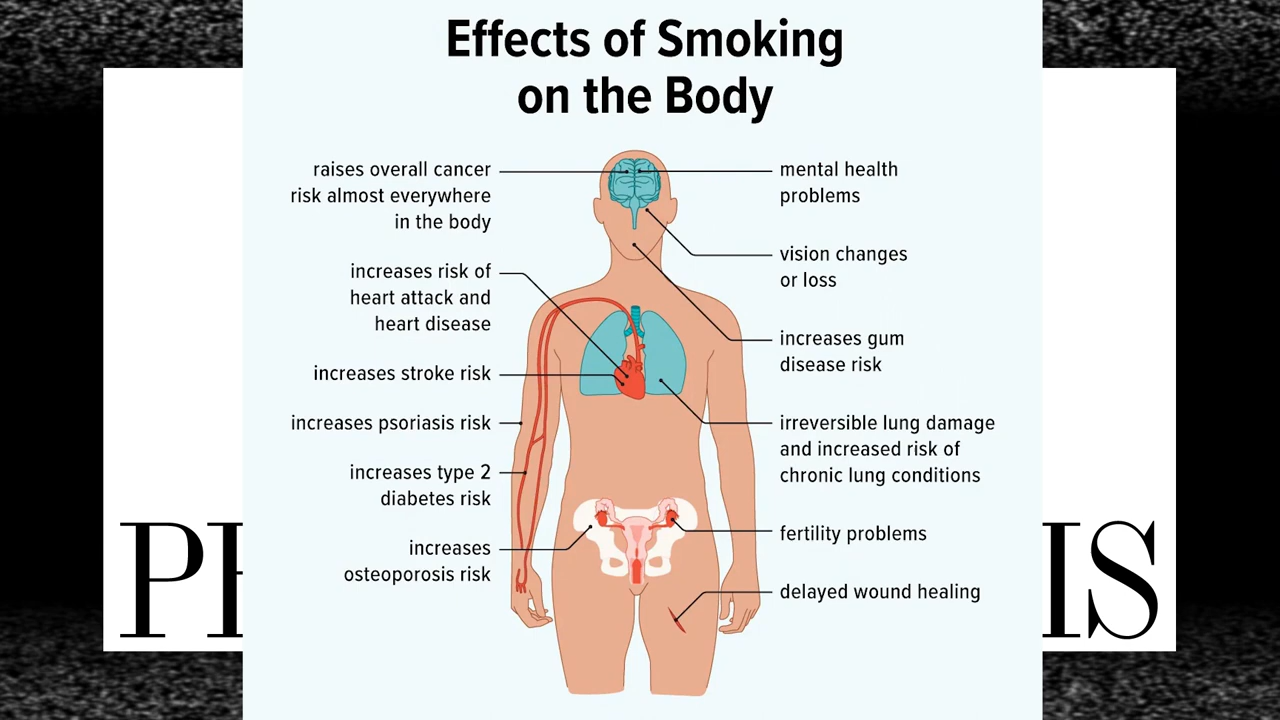 Effects of Smoking
on the Body
raises overall cancer
risk almost everywhere
in the body
increases risk of
heart attack and
heart disease
increases stroke risk
increases psoriasis risk
increases type 2
diabetes risk
increases
osteoporosis risk
mental health
problems
vision changes
or loss
increases gum
disease risk
irreversible lung damage
and increased risk of
chronic lung conditions
fertility problems
delayed wound healing